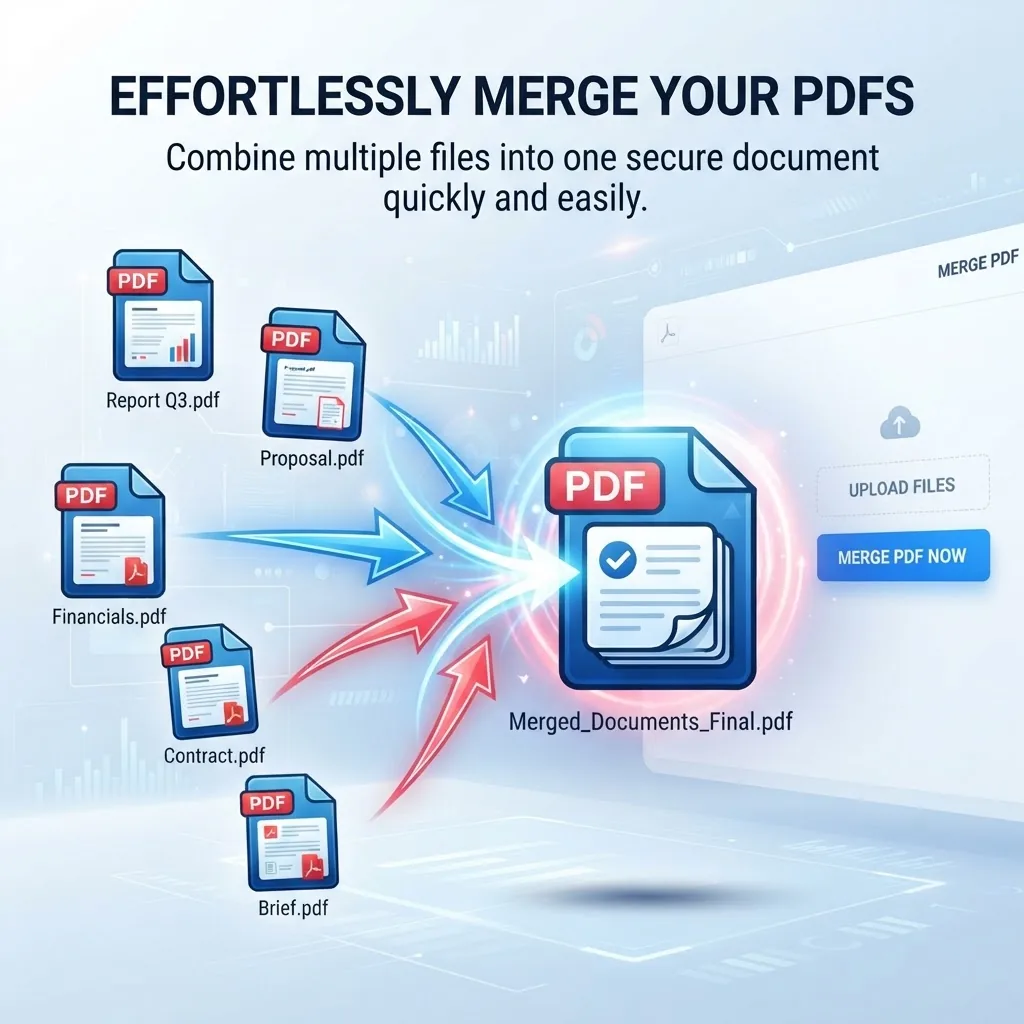 EFFORTLESSLY MERGE YOUR PDFS
Combine multiple files into one secure document
quickly and easily.
PDF
Report Q3.pdf
PDF
Proposal.pdf
Proposal.pdf
PDF
Financials.pdf
PDF
Contract.pdf
PDF
Brief.pdf
PDF
Merged_Documents_Final.pdf
MERGE PDF
UPLOAD FILES
MERGE PDF NOW